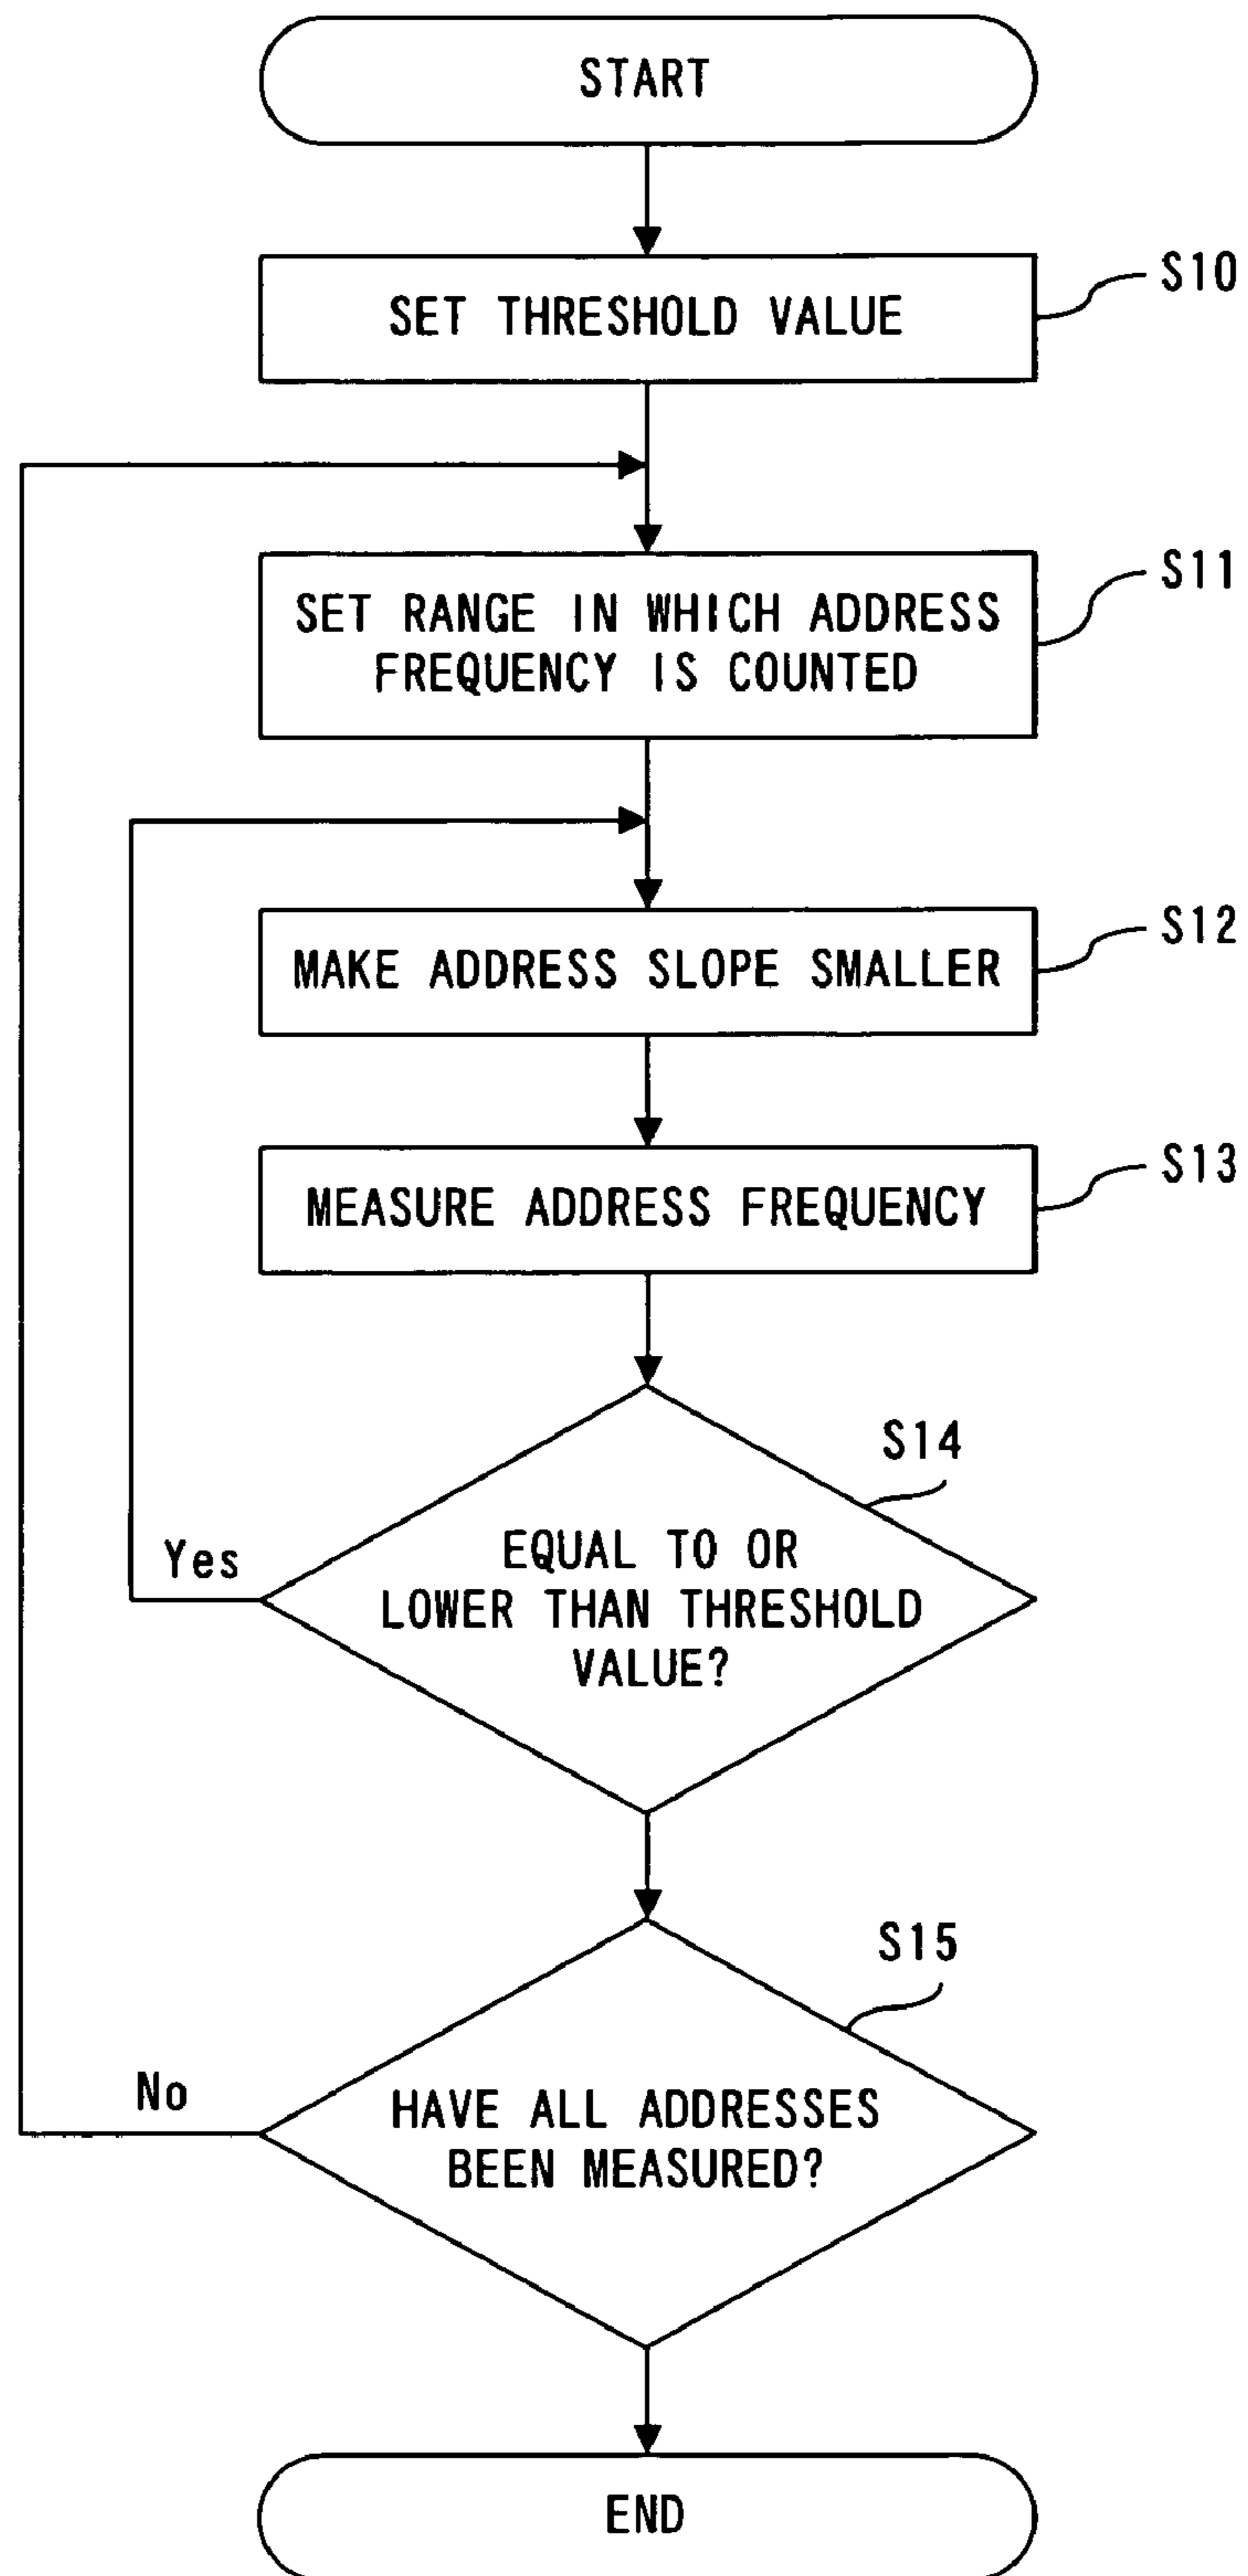 START
S10
SET THRESHOLD VALUE
S11
SET RANGE IN WHICH ADDRESS
FREQUENCY IS COUNTED
S12
MAKE ADDRESS SLOPE SMALLER
S13
MEASURE ADDRESS FREQUENCY
S14
Yes
EQUAL TO OR
LOWER THAN THRESHOLD
VALUE?
S15
No
HAVE ALL ADDRESSES
BEEN MEASURED?
END